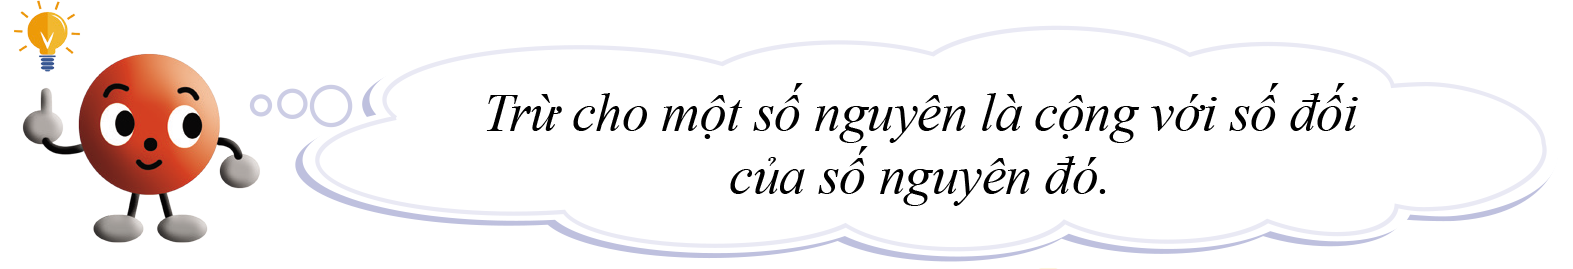 Trừ cho một số nguyên là cộng với số đối
của số nguyên đó.